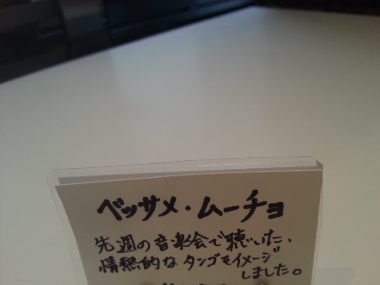 ベッサメ・ムーチョ
先週の音楽会で聴いた、
情熱的なタンゴをイメージ
しました。